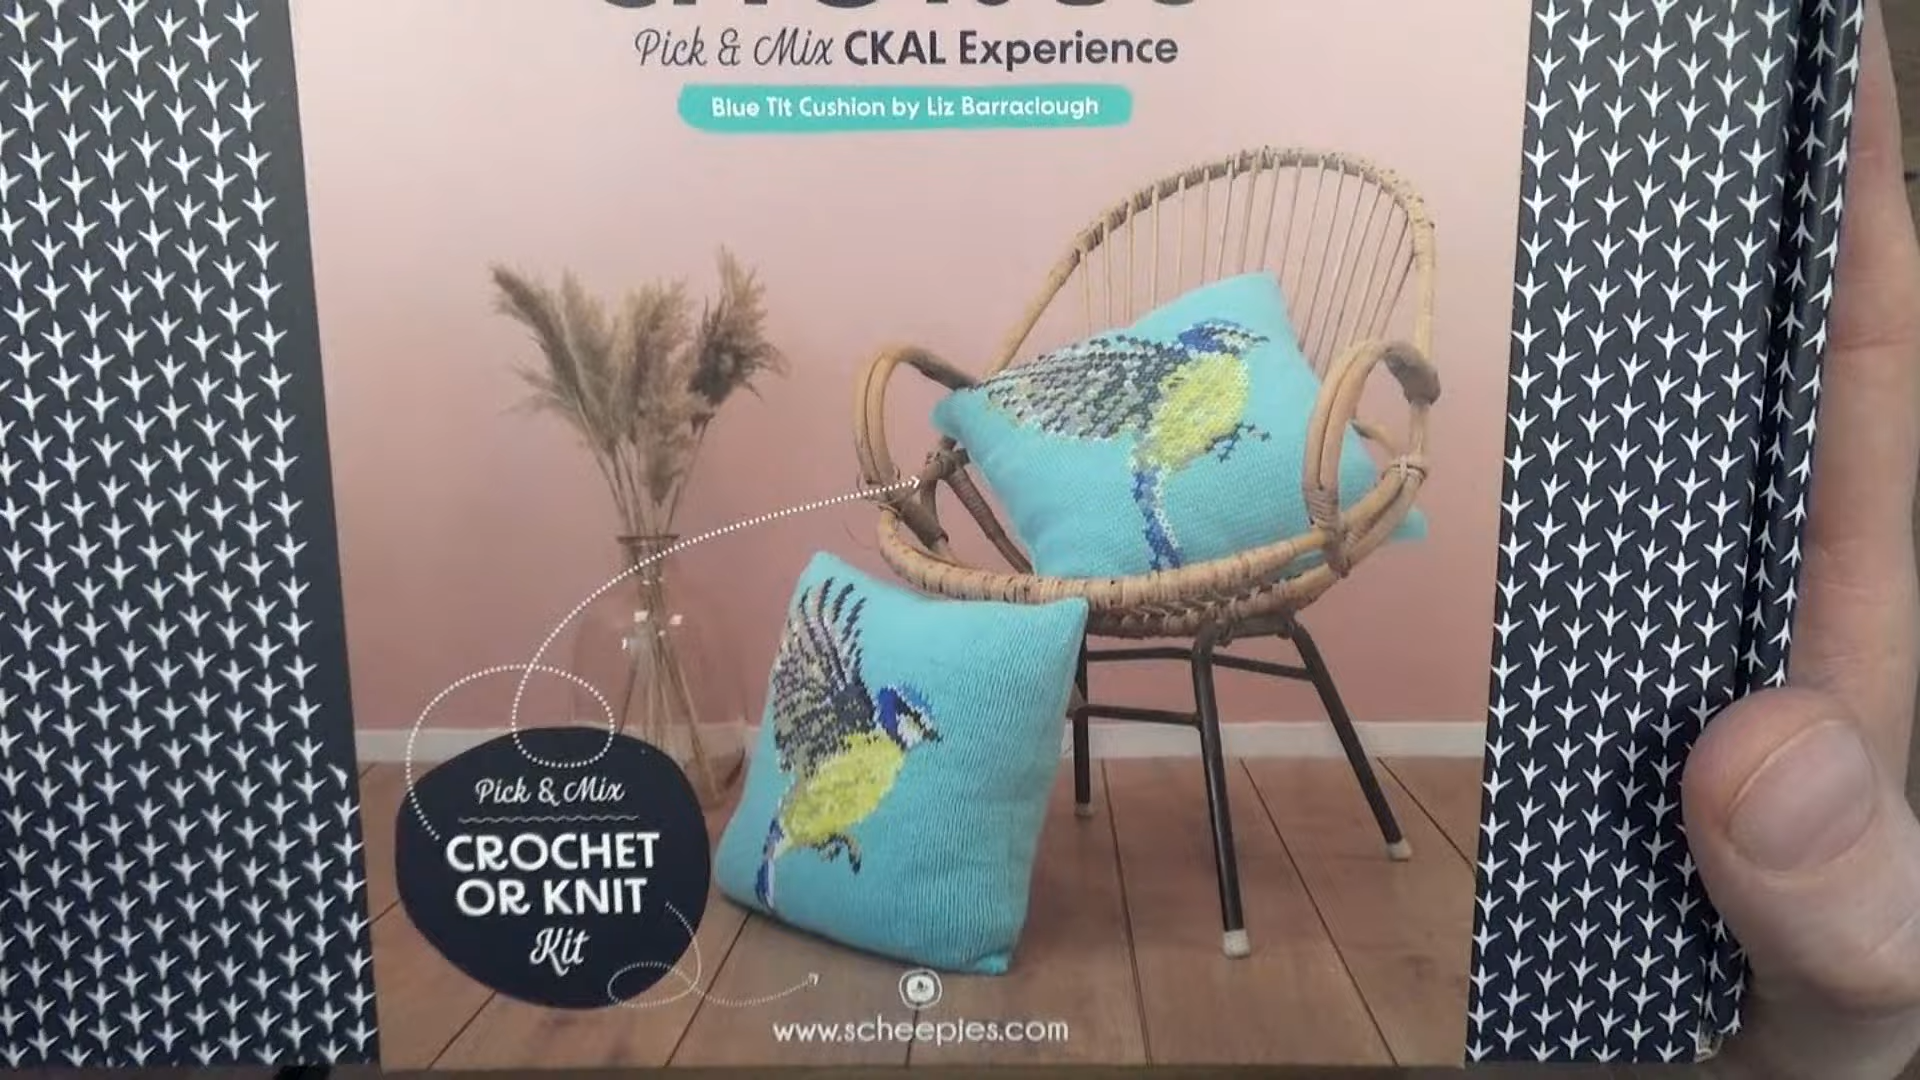 Pick & Mix CKAL Experience
Blue Tit Cushion by Liz Barraclough
Pick & Mix
CROCHET
OR KNIT
Kit
www.scheepjes.com